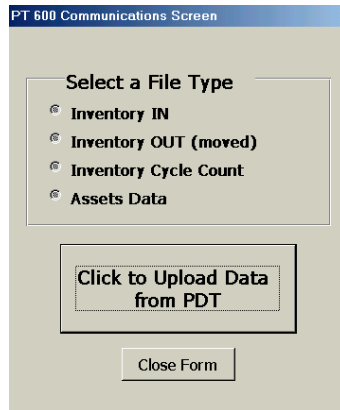 PT 600 Communications Screen
Select a File Type
Inventory IN
Inventory OUT (moved)
Inventory Cycle Count
Assets Data
Click to Upload Data
from PDT
Close Form